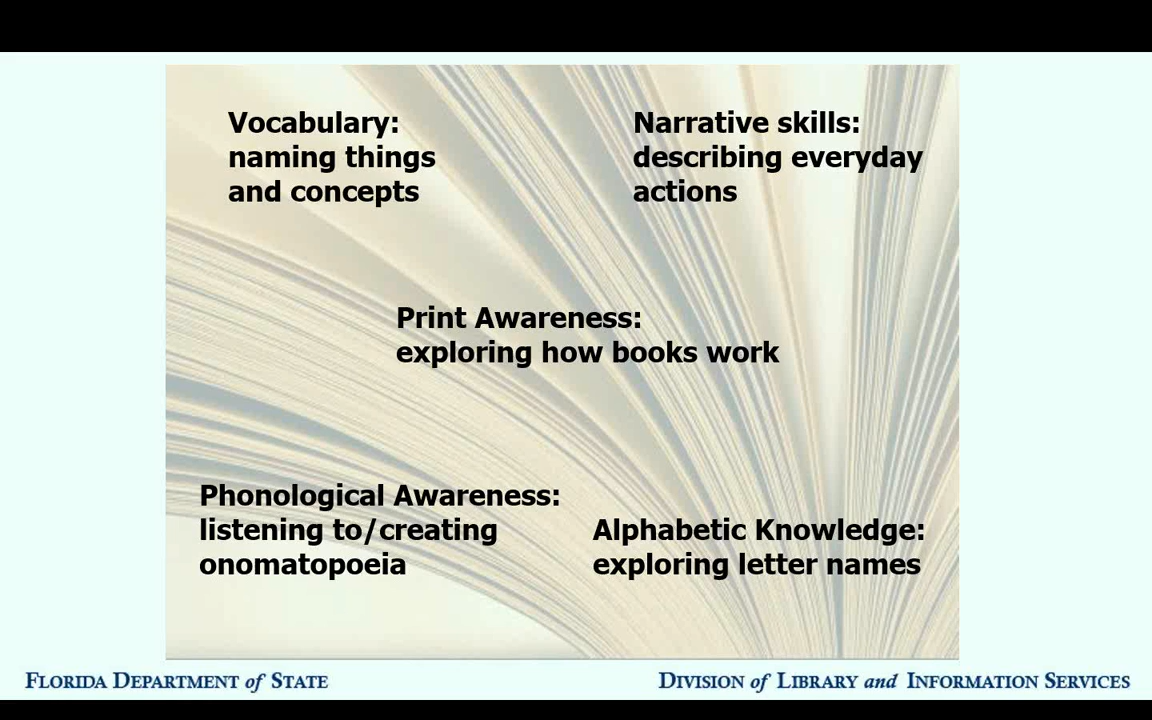 Vocabulary:
naming things
and concepts
Narrative skills:
describing everyday
actions
Print Awareness:
exploring how books work
Phonological Awareness:
listening to/creating
onomatopoeia
Alphabetic Knowledge:
exploring letter names
FLORIDA DEPARTMENT of STATE
DIVISION of LIBRARY and INFORMATION SERVICES